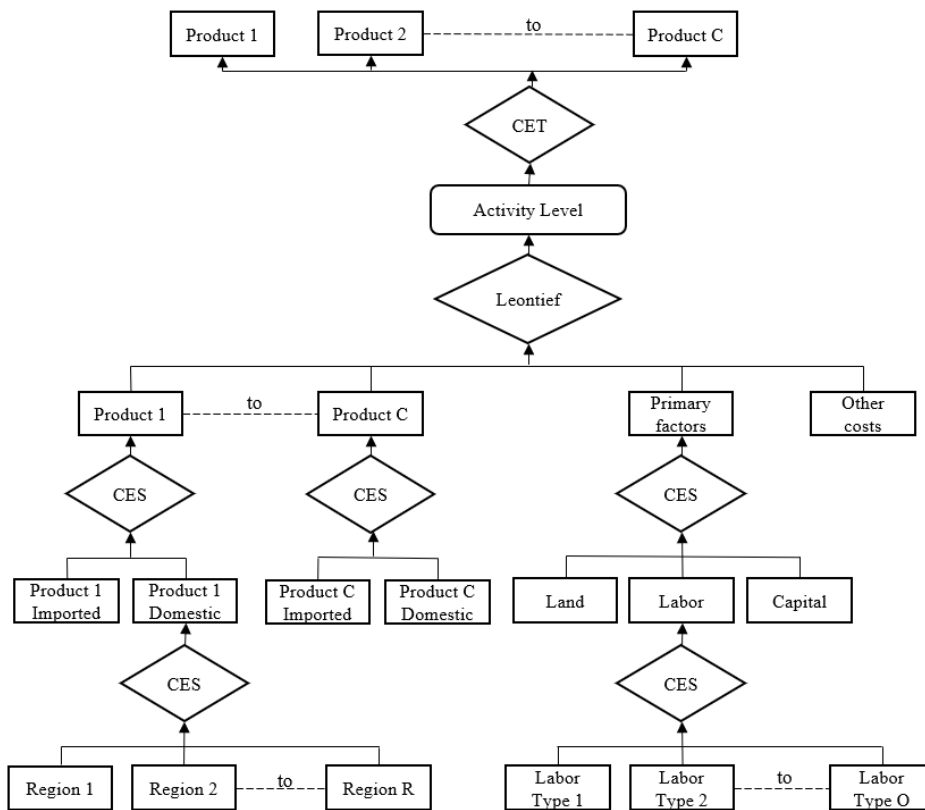 to
Product 1
Product 2
Product C
CET
Activity Level
Leontief
Product 1
to
Product C
Primary
factors
Other
costs
CES
CES
CES
Product 1
Imported
Product 1
Domestic
Product C
Imported
Product C
Domestic
Land
Labor
Capital
CES
CES
Region 1
Region 2
to
Region R
Labor
Type 1
Labor
Type 2
to
Labor
Type O